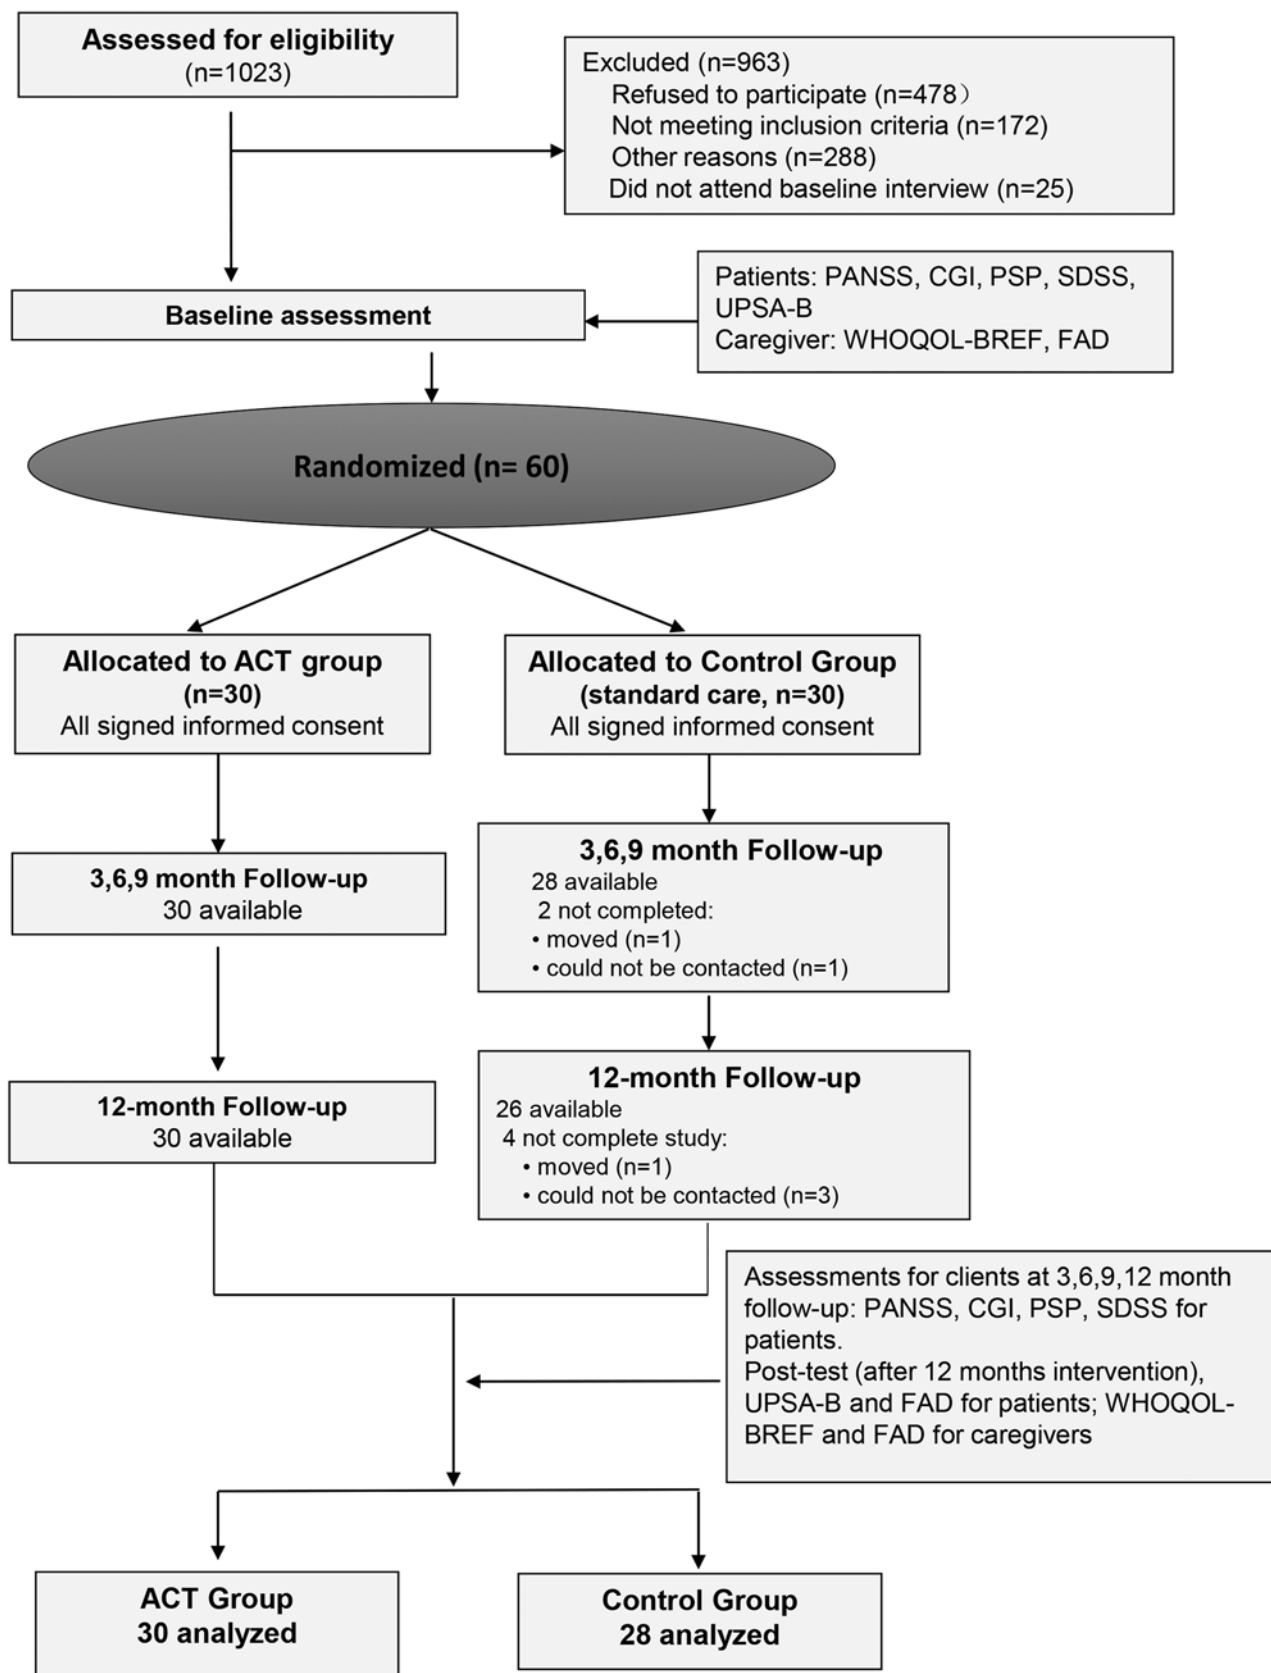 Assessed for eligibility
(n=1023)
Excluded (n=963)
Refused to participate (n=478）
Not meeting inclusion criteria (n=172)
Other reasons (n=288)
Did not attend baseline interview (n=25)
Baseline assessment
Patients: PANSS, CGI, PSP, SDSS,
UPSA-B
Caregiver: WHOQOL-BREF, FAD
Randomized (n= 60)
Allocated to ACT group
(n=30)
All signed informed consent
Allocated to Control Group
(standard care, n=30)
All signed informed consent
3,6,9 month Follow-up
30 available
3,6,9 month Follow-up
28 available
2 not completed:
• moved (n=1)
• could not be contacted (n=1)
12-month Follow-up
30 available
12-month Follow-up
26 available
4 not complete study:
• moved (n=1)
• could not be contacted (n=3)
Assessments for clients at 3,6,9,12 month
follow-up: PANSS, CGI, PSP, SDSS for
patients.
Post-test (after 12 months intervention),
UPSA-B and FAD for patients; WHOQOL-
BREF and FAD for caregivers
ACT Group
30 analyzed
Control Group
28 analyzed